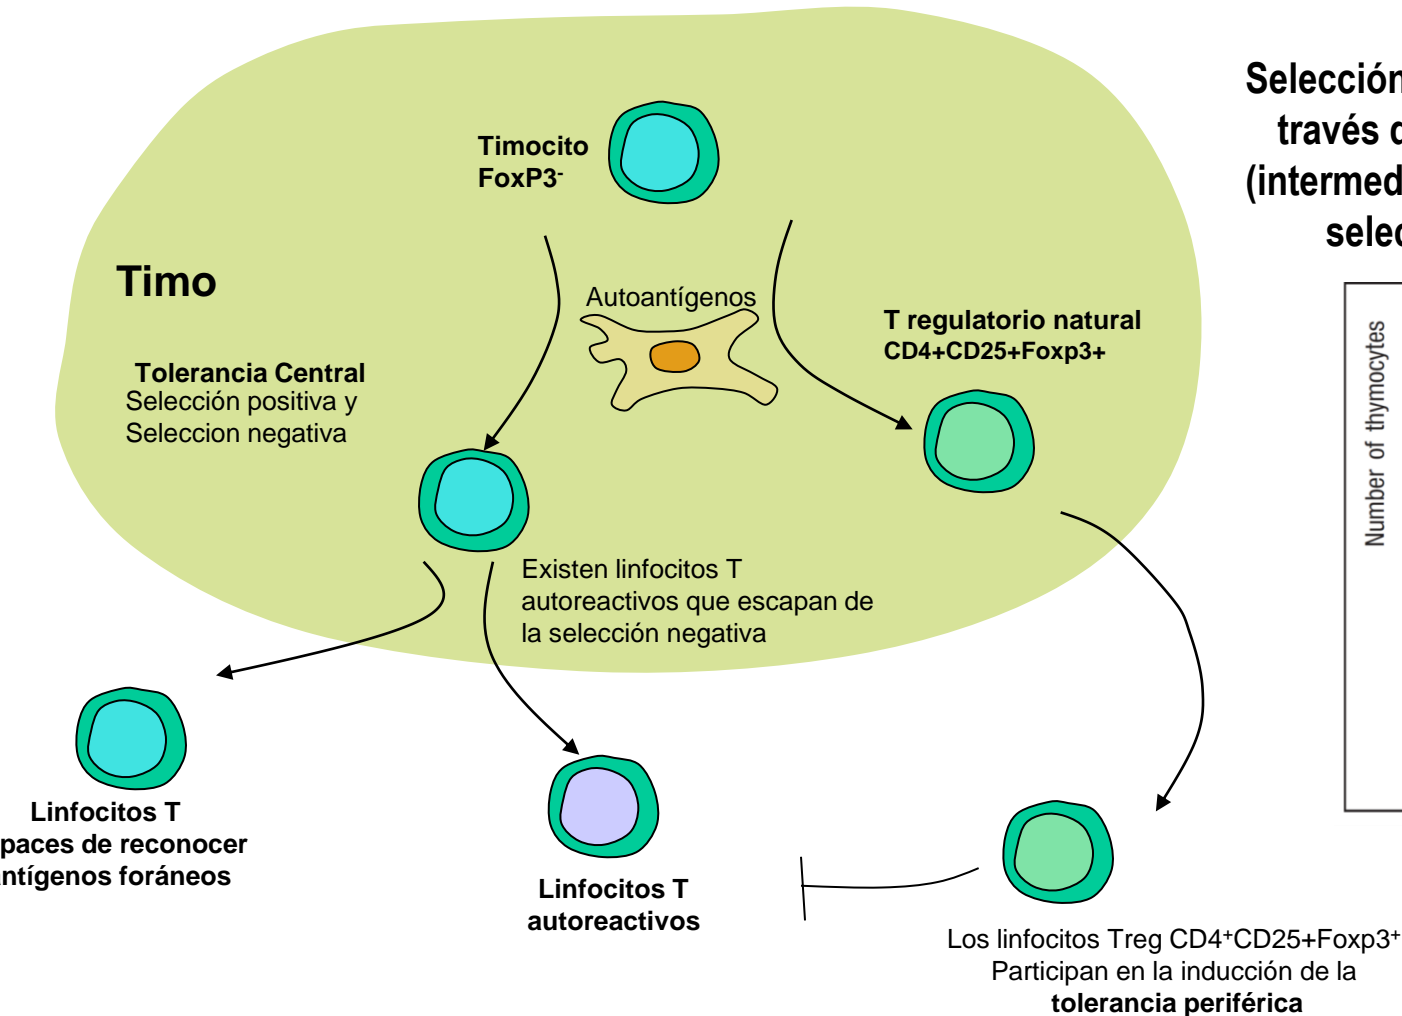 Selección
través
(intermed
selec
Timocito
FoxP3-
Timo
Autoantígenos
T regulatorio natural
CD4+CD25+Foxp3+
Tolerancia Central
Selección positiva y
Seleccion negativa
Number of thymocytes
Existen linfocitos T
autoreactivos que escapan de
la selección negativa
Linfocitos T
paces de reconocer
ntígenos foráneos
Linfocitos T
autoreactivos
Los linfocitos Treg CD4+CD25+Foxp3+
Participan en la inducción de la
tolerancia periférica